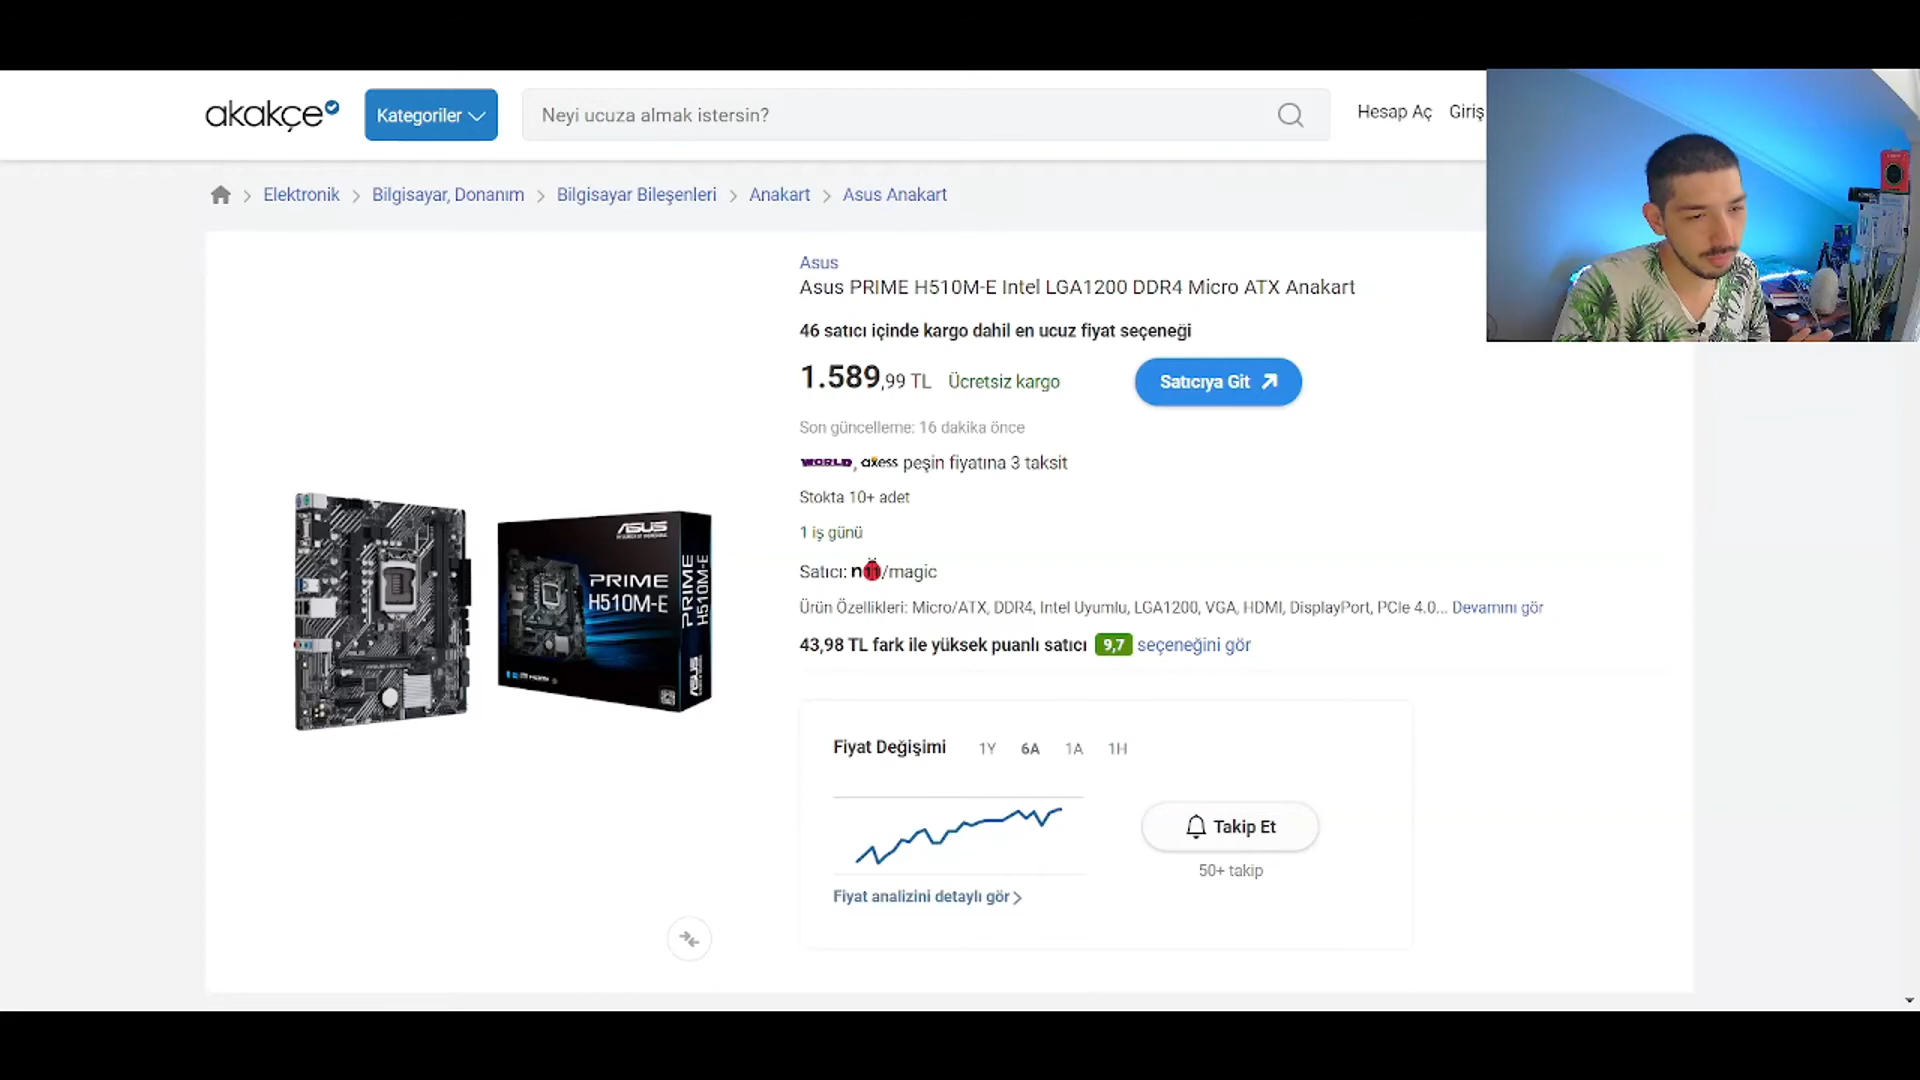 akakçe
Kategoriler
Neyi ucuza almak istersin?
Hesap Aç
Giriş
Elektronik
Bilgisayar, Donanım
Bilgisayar Bileşenleri
Anakart
Asus Anakart
Asus
Asus PRIME H510M-E Intel LGA1200 DDR4 Micro ATX Anakart
46 satıcı içinde kargo dahil en ucuz fiyat seçeneği
1.589,99 TL Ücretsiz kargo
Satıcıya Git
Son güncelleme: 16 dakika önce
WORLD, axess peşin fiyatına 3 taksit
Stokta 10+ adet
1 iş günü
Satıcı: n11/magic
Ürün Özellikleri: Micro/ATX, DDR4, Intel Uyumlu, LGA1200, VGA, HDMI, DisplayPort, PCIe 4.0... Devamını gör
43,98 TL fark ile yüksek puanlı satıcı 9,7 seçeneğini gör
ASUS
PRIME
H510M-E
PRIME
H510M-E
ASUS
HDMI
Fiyat Değişimi 1Y 6A 1A 1H
Takip Et
50+ takip
Fiyat analizini detaylı gör